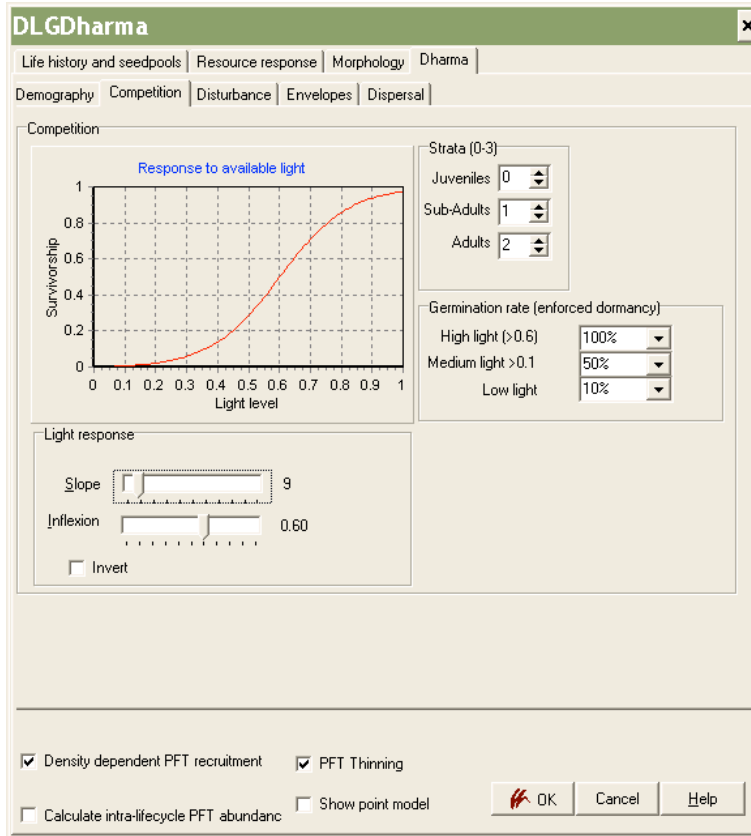 DLGDharma
Life history and seedpools Resource response Morphology Dharma
Demography Competition Disturbance Envelopes Dispersal
Competition
Response to available light
1
0.8
0.6
0.4
0.2
0
Survivorship
0 0.1 0.2 0.3 0.4 0.5 0.6 0.7 0.8 0.9 1
Light level
Strata (0-3)
Juveniles 0
Sub-Adults 1
Adults 2
Germination rate (enforced dormancy)
High light (>0.6) 100%
Medium light >0.1 50%
Low light 10%
Light response
Slope 9
Inflexion 0.60
Invert
Density dependent PFT recruitment
PFT Thinning
Calculate intra-lifecycle PFT abundanc
Show point model
OK Cancel Help